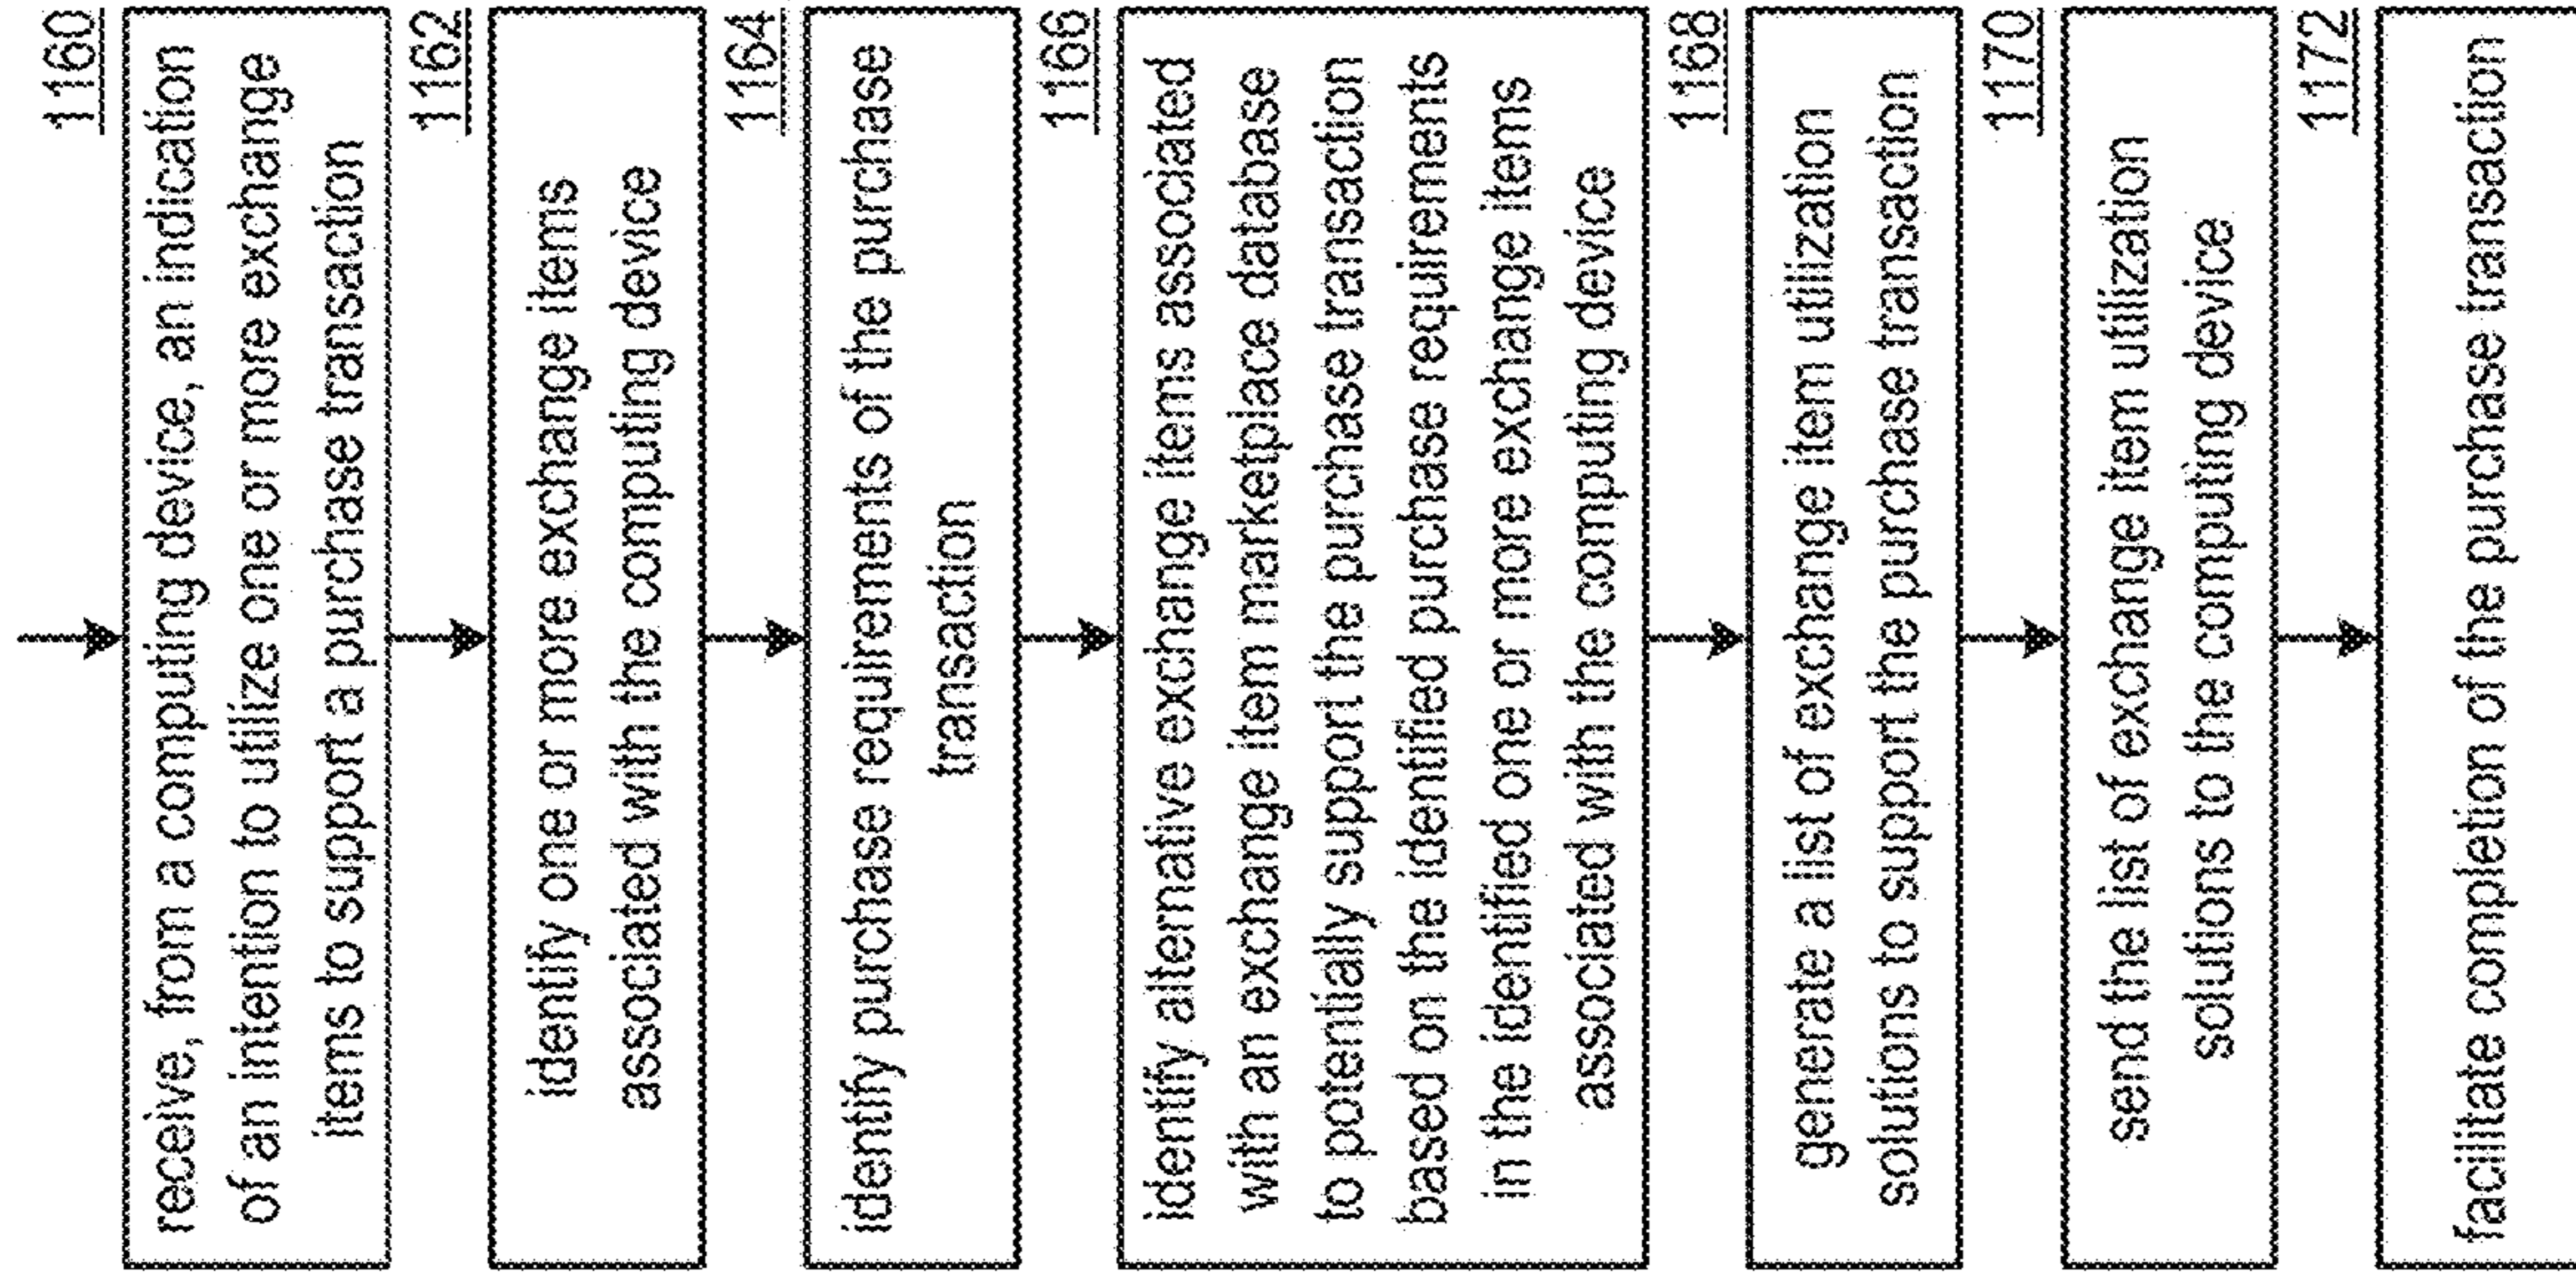 1160
receive, from a computing device, an indication
of an intention to utilize one or more exchange
items to support a purchase transaction
1162
identify one or more exchange items
associated with the computing device
1164
identify purchase requirements of the purchase
transaction
1166
identify alternative exchange items associated
with an exchange item marketplace database
to potentially support the purchase transaction
based on the identified purchase requirements
in the identified one or more exchange items
associated with the computing device
1168
generate a list of exchange item utilization
solutions to support the purchase transaction
1170
send the list of exchange item utilization
solutions to the computing device
1172
facilitate completion of the purchase transaction